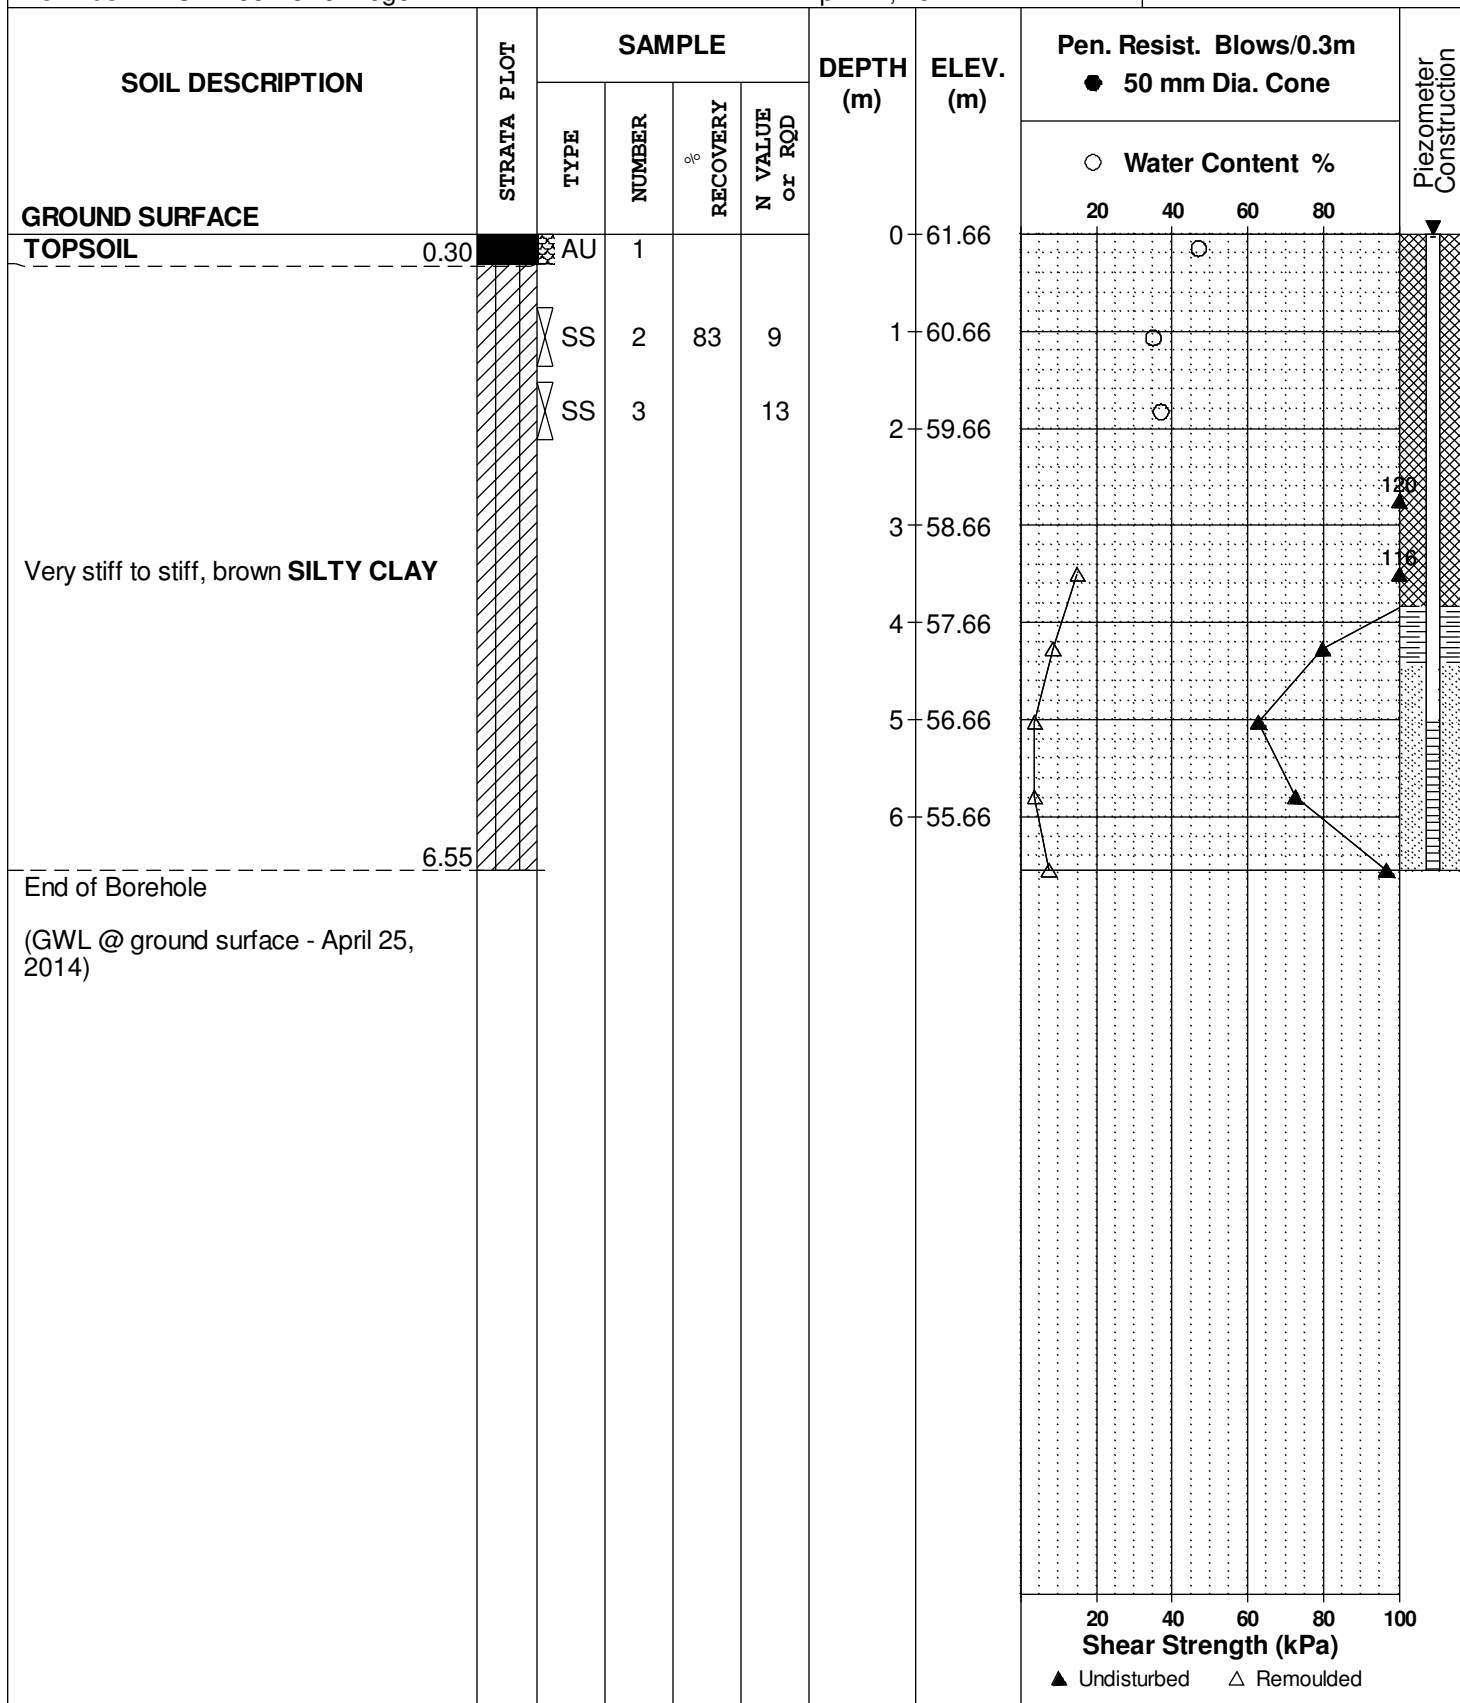 SOIL DESCRIPTION
GROUND SURFACE
STRATA PLOT
SAMPLE
TYPE
NUMBER
% RECOVERY
N VALUE or RQD
DEPTH (m)
ELEV. (m)
Pen. Resist. Blows/0.3m
● 50 mm Dia. Cone
○ Water Content %
20 40 60 80
Piezometer Construction
TOPSOIL 0.30 AU 1
0 61.66
SS 2 83 9
1 60.66
SS 3 13
2 59.66
120
3 58.66
116
Very stiff to stiff, brown SILTY CLAY
4 57.66
5 56.66
6 55.66
6.55
End of Borehole
(GWL @ ground surface - April 25,
2014)
20 40 60 80 100
Shear Strength (kPa)
▲ Undisturbed △ Remoulded